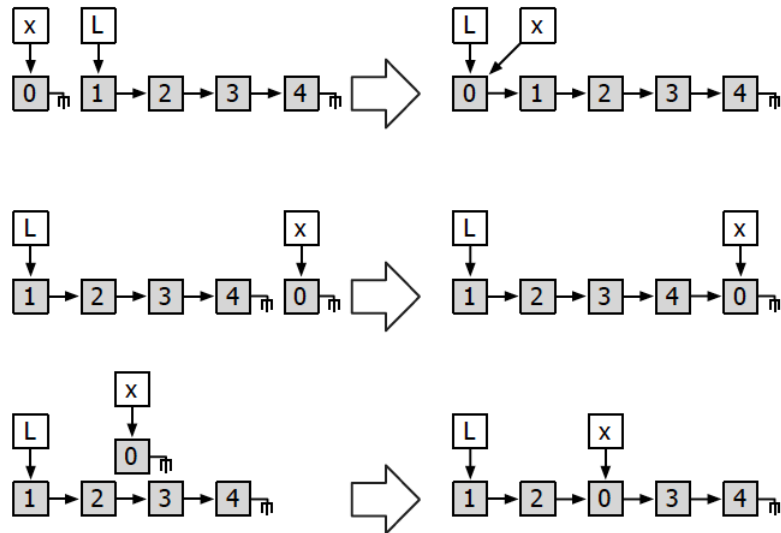 x L L x
0 1 2 3 4 0 1 2 3 4
L x L x
1 2 3 4 0 1 2 3 4 0
x
L 0 L x
1 2 3 4 1 2 0 3 4